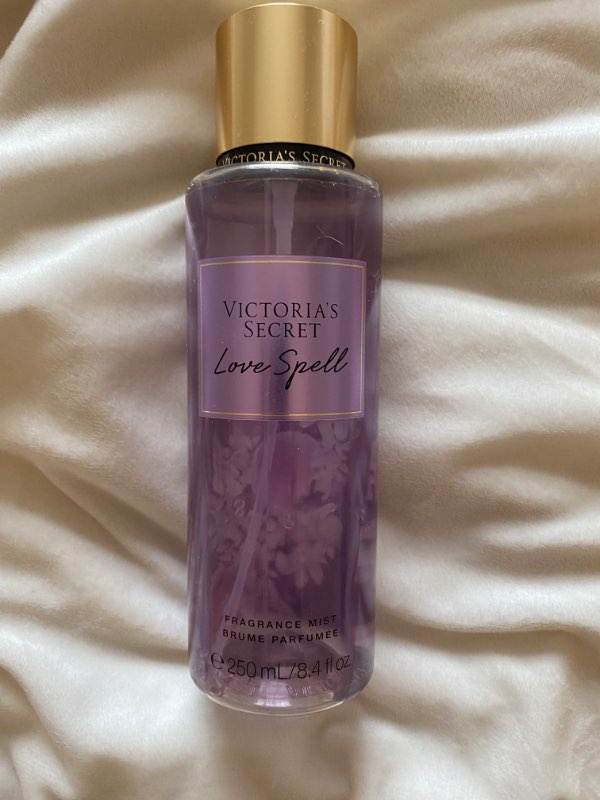 VICTORIA'S SECRET
VICTORIA'S
SECRET
Love Spell
FRAGRANCE MIST
BRUME PARFUMÉE
℮ 250 mL/8.4 fl oz